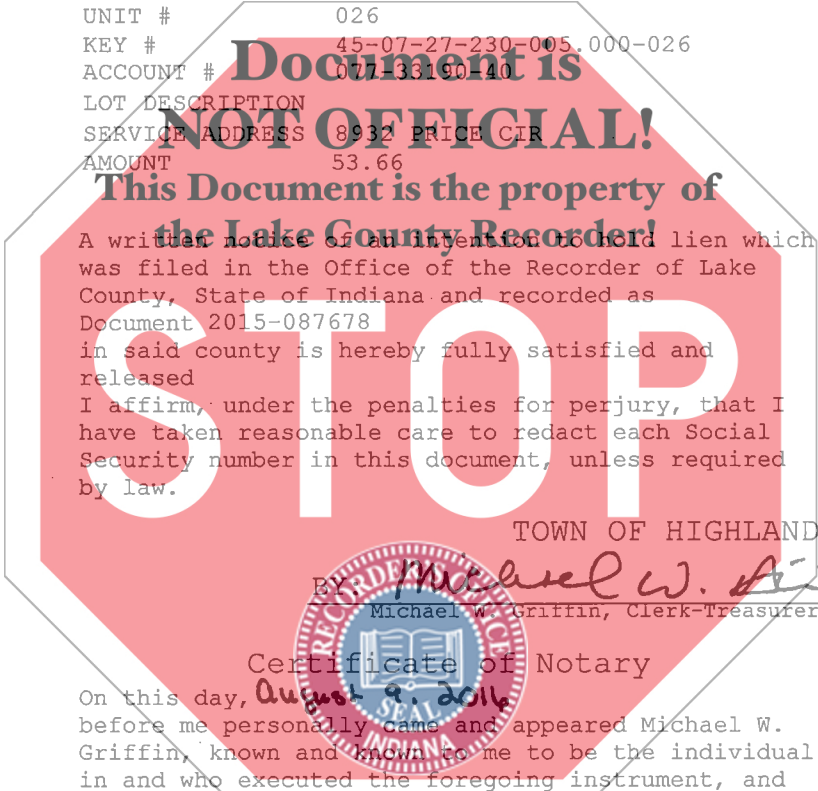 UNIT # 026
KEY # 45-07-27-230-005.000-026
ACCOUNT # 077-33190-40
LOT DESCRIPTION
SERVICE ADDRESS 8932 PRICE CIR
AMOUNT 53.66
Document is
NOT OFFICIAL!
This Document is the property of
the Lake County Recorder!
A written notice of an intention to hold lien which
was filed in the Office of the Recorder of Lake
County, State of Indiana and recorded as
Document 2015-087678
in said county is hereby fully satisfied and
released
I affirm, under the penalties for perjury, that I
have taken reasonable care to redact each Social
Security number in this document, unless required
by law.
STOP
TOWN OF HIGHLAND
BY: Michael W.
Michael W Griffin, Clerk-Treasurer
RECORDER'S OFFICE
SEAL
INDIANA
Certificate of Notary
On this day, August 9, 2016
before me personally came and appeared Michael W.
Griffin, known and known to me to be the individual
in and who executed the foregoing instrument, and